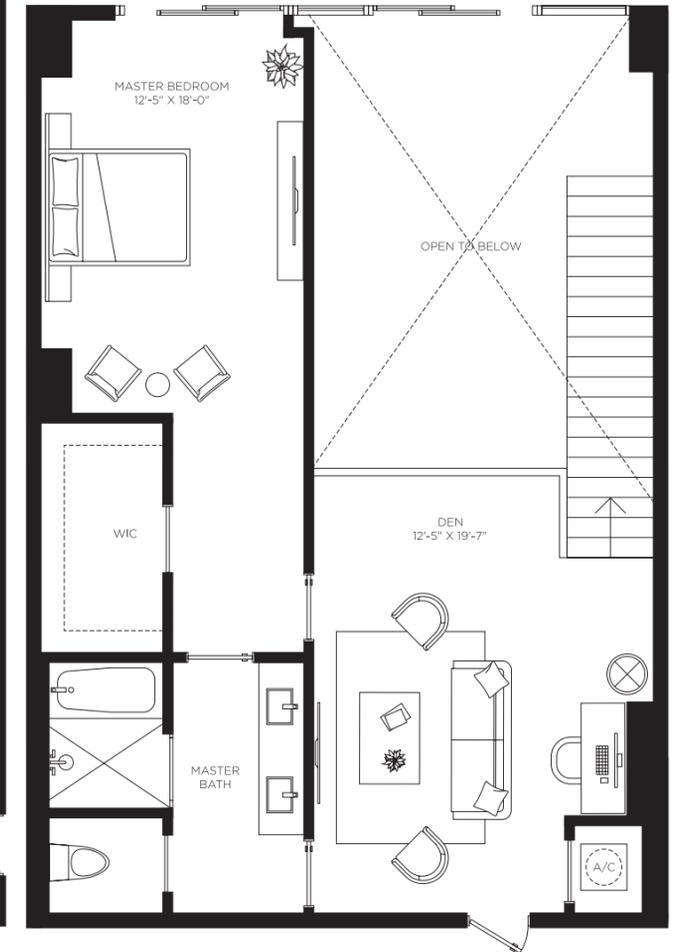 MASTER BEDROOM
12'-5" X 18'-0"
OPEN TO BELOW
DEN
12'-5" X 19'-7"
WIC
MASTER
BATH
A/C